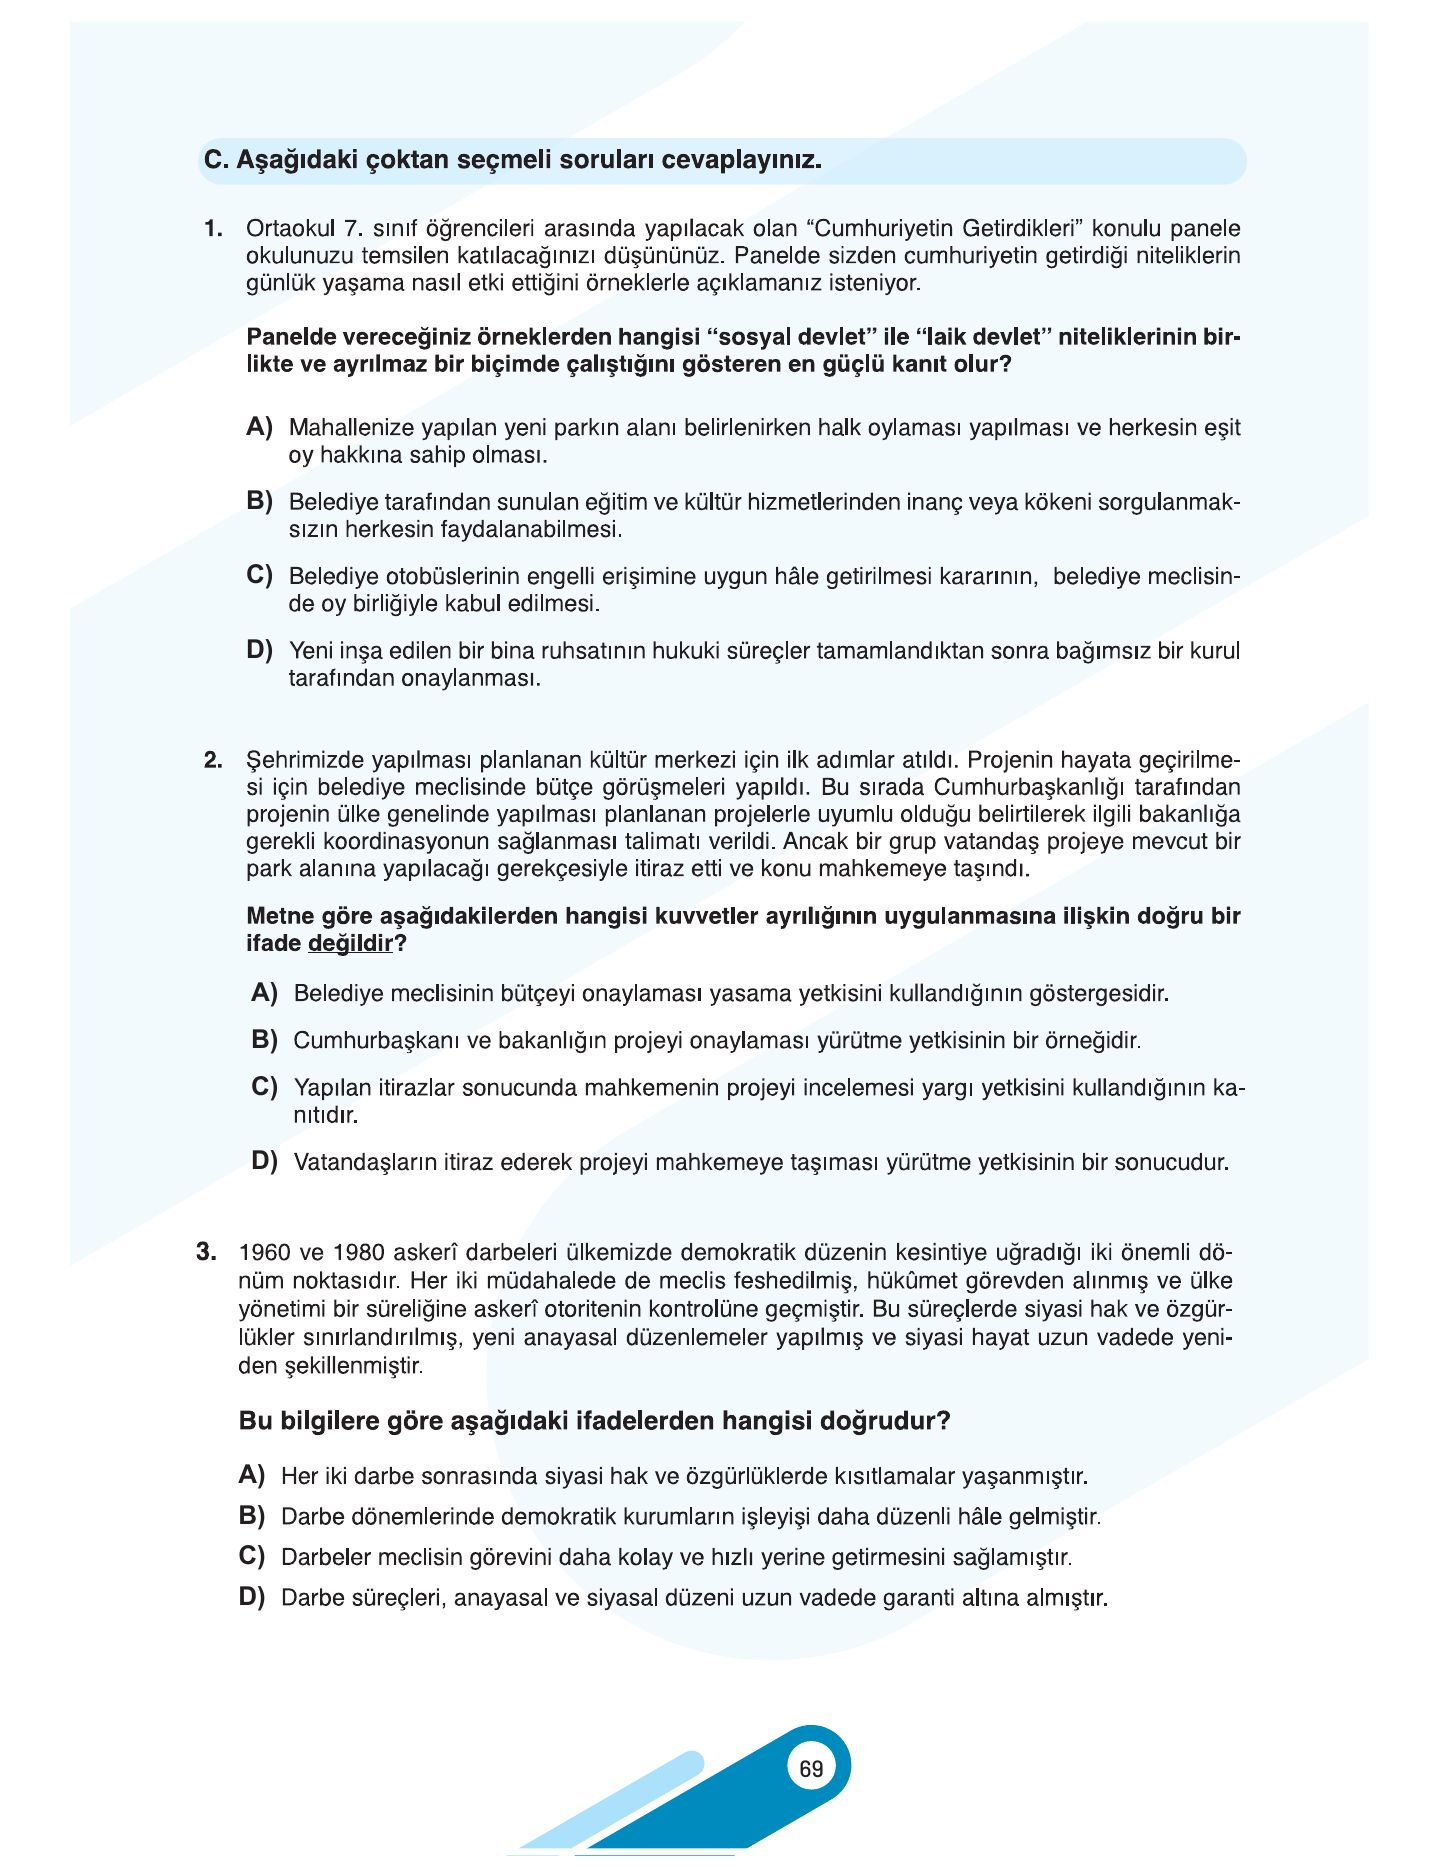 C. Aşağıdaki çoktan seçmeli soruları cevaplayınız.
1. Ortaokul 7. sınıf öğrencileri arasında yapılacak olan “Cumhuriyetin Getirdikleri” konulu panele
okulunuzu temsilen katılacağınızı düşününüz. Panelde sizden cumhuriyetin getirdiği niteliklerin
günlük yaşama nasıl etki ettiğini örneklerle açıklamanız isteniyor.
Panelde vereceğiniz örneklerden hangisi “sosyal devlet” ile “laik devlet” niteliklerinin bir-
likte ve ayrılmaz bir biçimde çalıştığını gösteren en güçlü kanıt olur?
A) Mahallenize yapılan yeni parkın alanı belirlenirken halk oylaması yapılması ve herkesin eşit
oy hakkına sahip olması.
B) Belediye tarafından sunulan eğitim ve kültür hizmetlerinden inanç veya kökeni sorgulanmak-
sızın herkesin faydalanabilmesi.
C) Belediye otobüslerinin engelli erişimine uygun hâle getirilmesi kararının, belediye meclisin-
de oy birliğiyle kabul edilmesi.
D) Yeni inşa edilen bir bina ruhsatının hukuki süreçler tamamlandıktan sonra bağımsız bir kurul
tarafından onaylanması.
2. Şehrimizde yapılması planlanan kültür merkezi için ilk adımlar atıldı. Projenin hayata geçirilme-
si için belediye meclisinde bütçe görüşmeleri yapıldı. Bu sırada Cumhurbaşkanlığı tarafından
projenin ülke genelinde yapılması planlanan projelerle uyumlu olduğu belirtilerek ilgili bakanlığa
gerekli koordinasyonun sağlanması talimatı verildi. Ancak bir grup vatandaş projeye mevcut bir
park alanına yapılacağı gerekçesiyle itiraz etti ve konu mahkemeye taşındı.
Metne göre aşağıdakilerden hangisi kuvvetler ayrılığının uygulanmasına ilişkin doğru bir
ifade değildir?
A) Belediye meclisinin bütçeyi onaylaması yasama yetkisini kullandığının göstergesidir.
B) Cumhurbaşkanı ve bakanlığın projeyi onaylaması yürütme yetkisinin bir örneğidir.
C) Yapılan itirazlar sonucunda mahkemenin projeyi incelemesi yargı yetkisini kullandığının ka-
nıtıdır.
D) Vatandaşların itiraz ederek projeyi mahkemeye taşıması yürütme yetkisinin bir sonucudur.
3. 1960 ve 1980 askerî darbeleri ülkemizde demokratik düzenin kesintiye uğradığı iki önemli dö-
nüm noktasıdır. Her iki müdahalede de meclis feshedilmiş, hükûmet görevden alınmış ve ülke
yönetimi bir süreliğine askerî otoritenin kontrolüne geçmiştir. Bu süreçlerde siyasi hak ve özgür-
lükler sınırlandırılmış, yeni anayasal düzenlemeler yapılmış ve siyasi hayat uzun vadede yeni-
den şekillenmiştir.
Bu bilgilere göre aşağıdaki ifadelerden hangisi doğrudur?
A) Her iki darbe sonrasında siyasi hak ve özgürlüklerde kısıtlamalar yaşanmıştır.
B) Darbe dönemlerinde demokratik kurumların işleyişi daha düzenli hâle gelmiştir.
C) Darbeler meclisin görevini daha kolay ve hızlı yerine getirmesini sağlamıştır.
D) Darbe süreçleri, anayasal ve siyasal düzeni uzun vadede garanti altına almıştır.
69